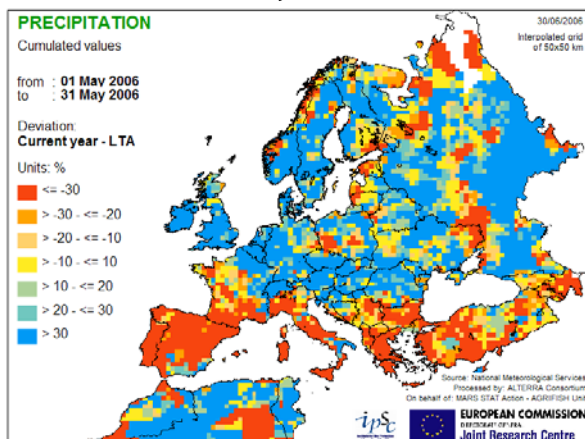 PRECIPITATION
30/06/2006
Cumulated values
Interpolated grid
of 50x50 km
from : 01 May 2006
to : 31 May 2006
Deviation:
Current year - LTA
Units: %
<= -30
> -30 - <= -20
> -20 - <= -10
> -10 - <= 10
> 10 - <= 20
> 20 - <= 30
> 30
Source: National Meteorological Services
Processed by: ALTERRA Consortium
On behalf of: MARS STAT Action - AGRIFISH Unit
ipsc
EUROPEAN COMMISSION
Joint Research Centre